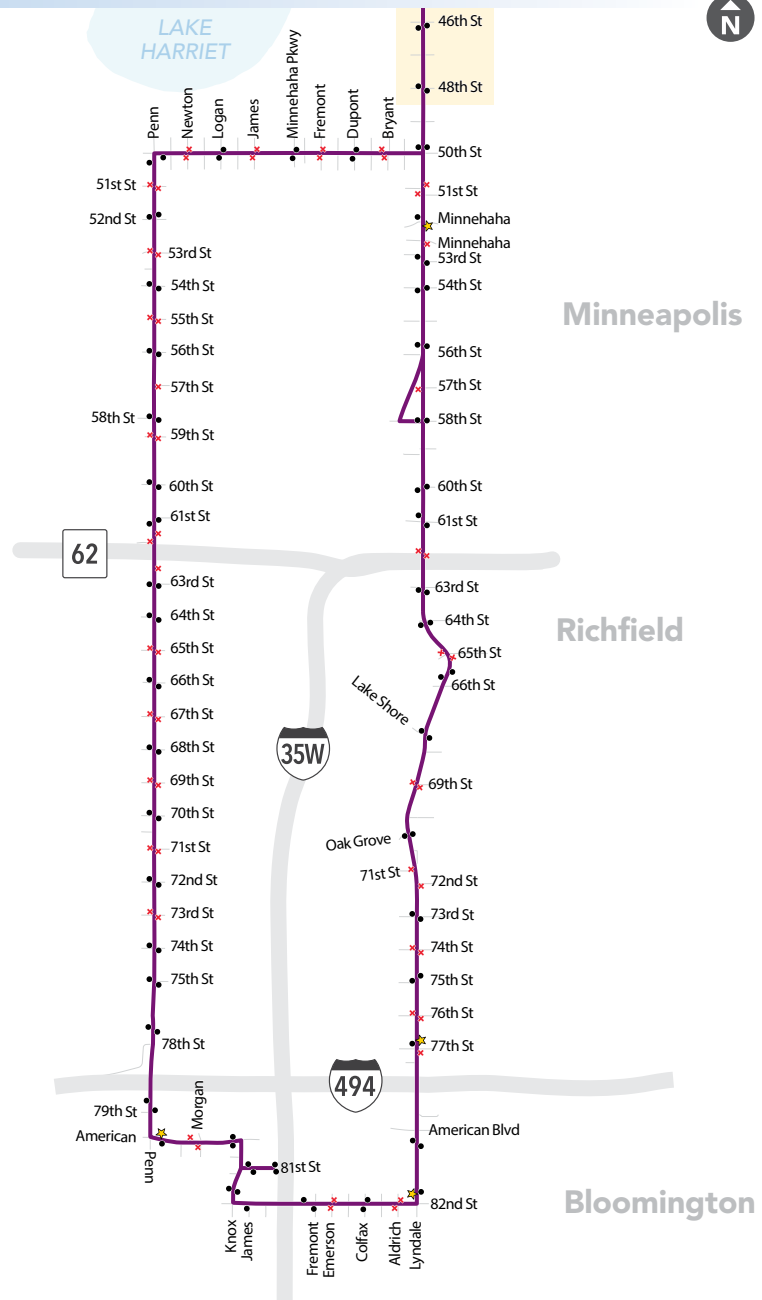 46th St
N
LAKE
HARRIET
48th St
Penn
Newton
Logan
James
Minnehaha Pkwy
Fremont
Dupont
Bryant
50th St
51st St
51st St
52nd St
Minnehaha
Minnehaha
53rd St
53rd St
54th St
54th St
Minneapolis
55th St
56th St
56th St
57th St
57th St
58th St
58th St
59th St
60th St
60th St
61st St
61st St
62
63rd St
63rd St
64th St
64th St
Richfield
65th St
65th St
66th St
66th St
Lake Shore
67th St
68th St
35W
69th St
69th St
70th St
Oak Grove
71st St
71st St
72nd St
72nd St
73rd St
73rd St
74th St
74th St
75th St
75th St
76th St
78th St
77th St
494
79th St
Morgan
American
American Blvd
Penn
81st St
82nd St
Bloomington
Knox
James
Fremont
Emerson
Colfax
Aldrich
Lyndale